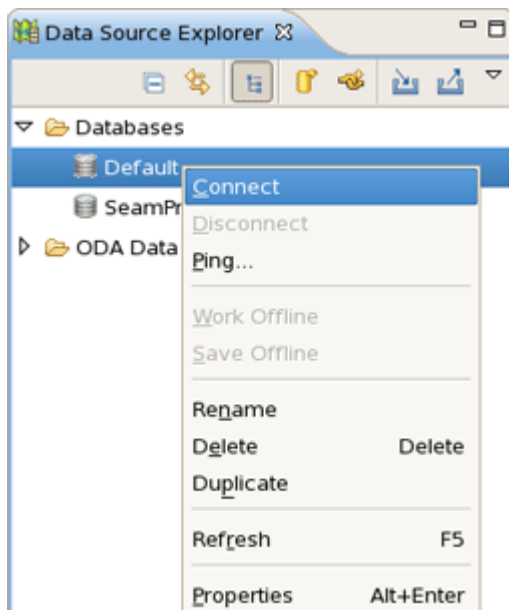 Data Source Explorer
Databases
Default
SeamPr
ODA Data
Connect
Disconnect
Ping...
Work Offline
Save Offline
Rename
Delete Delete
Duplicate
Refresh F5
Properties Alt+Enter